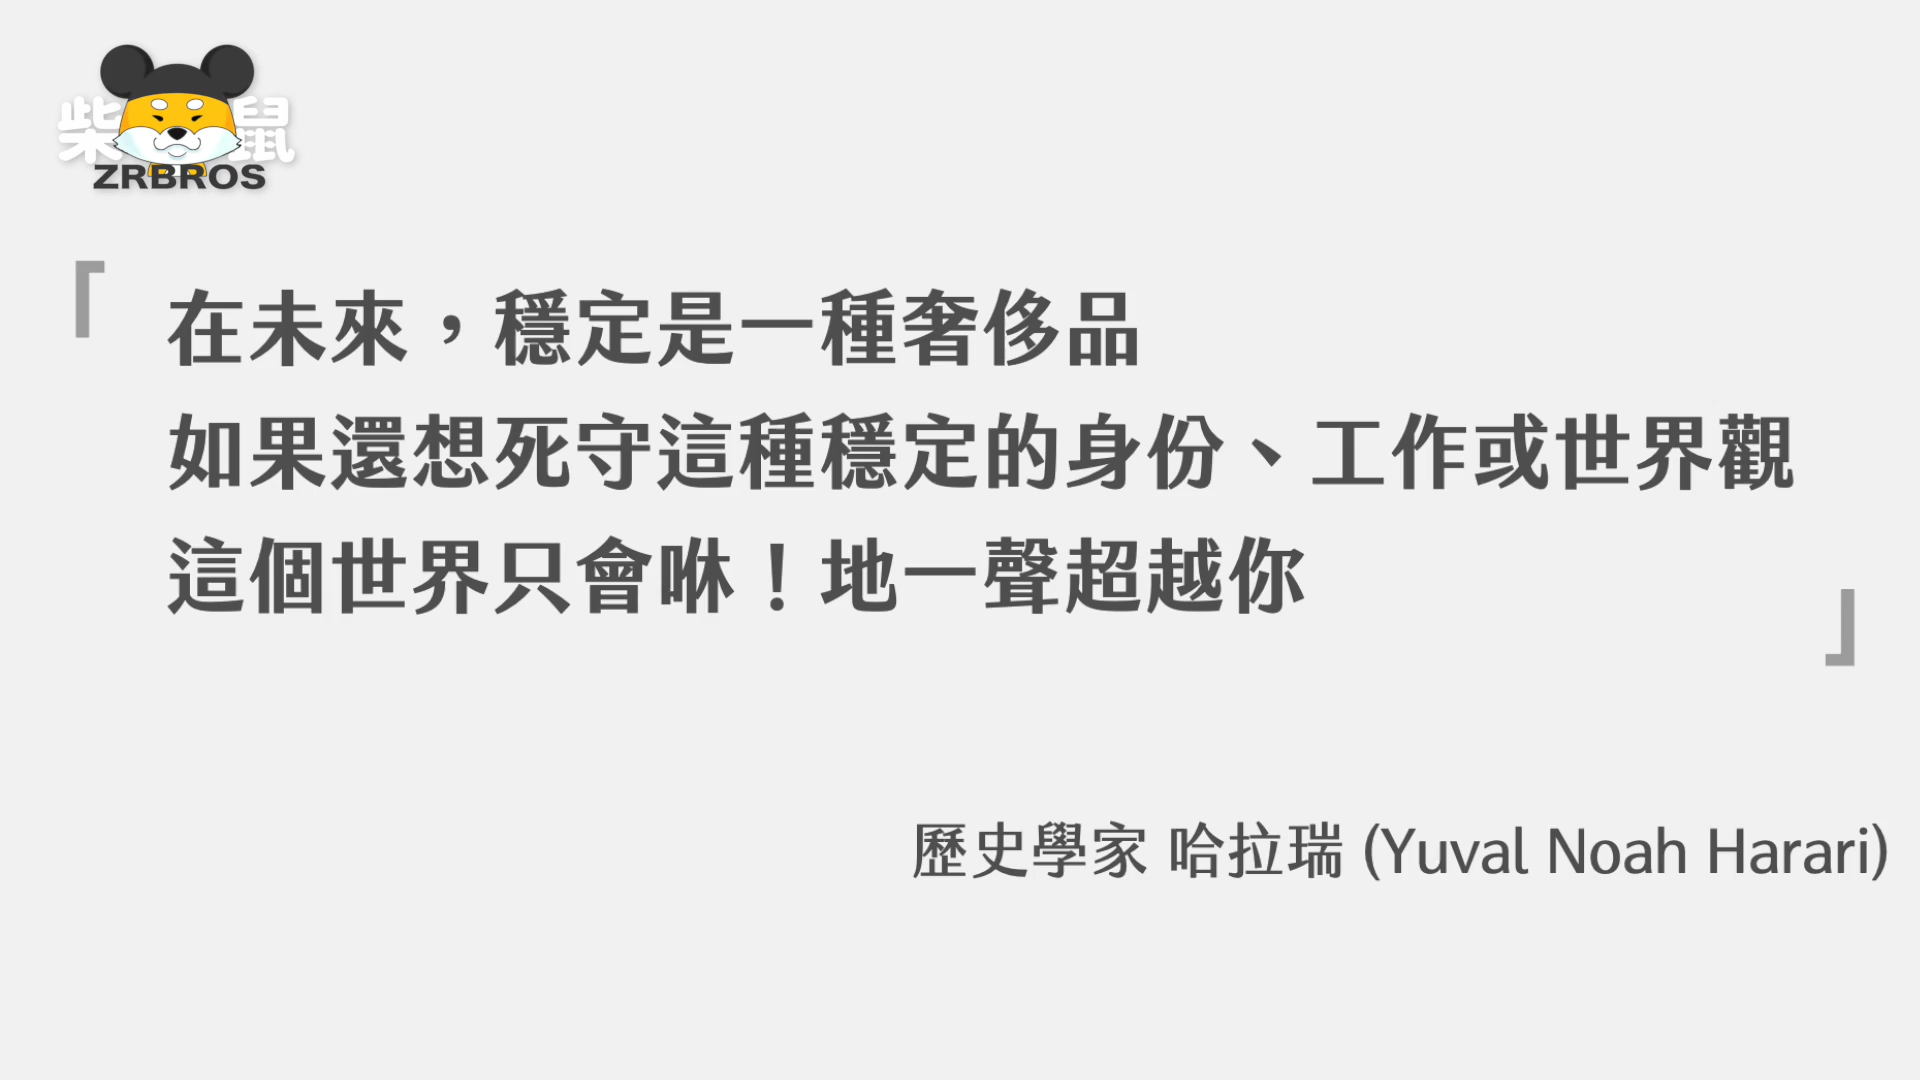 柴鼠
ZRBROS
「在未來，穩定是一種奢侈品
如果還想死守這種穩定的身份、工作或世界觀
這個世界只會咻！地一聲超越你」
歷史學家 哈拉瑞 (Yuval Noah Harari)